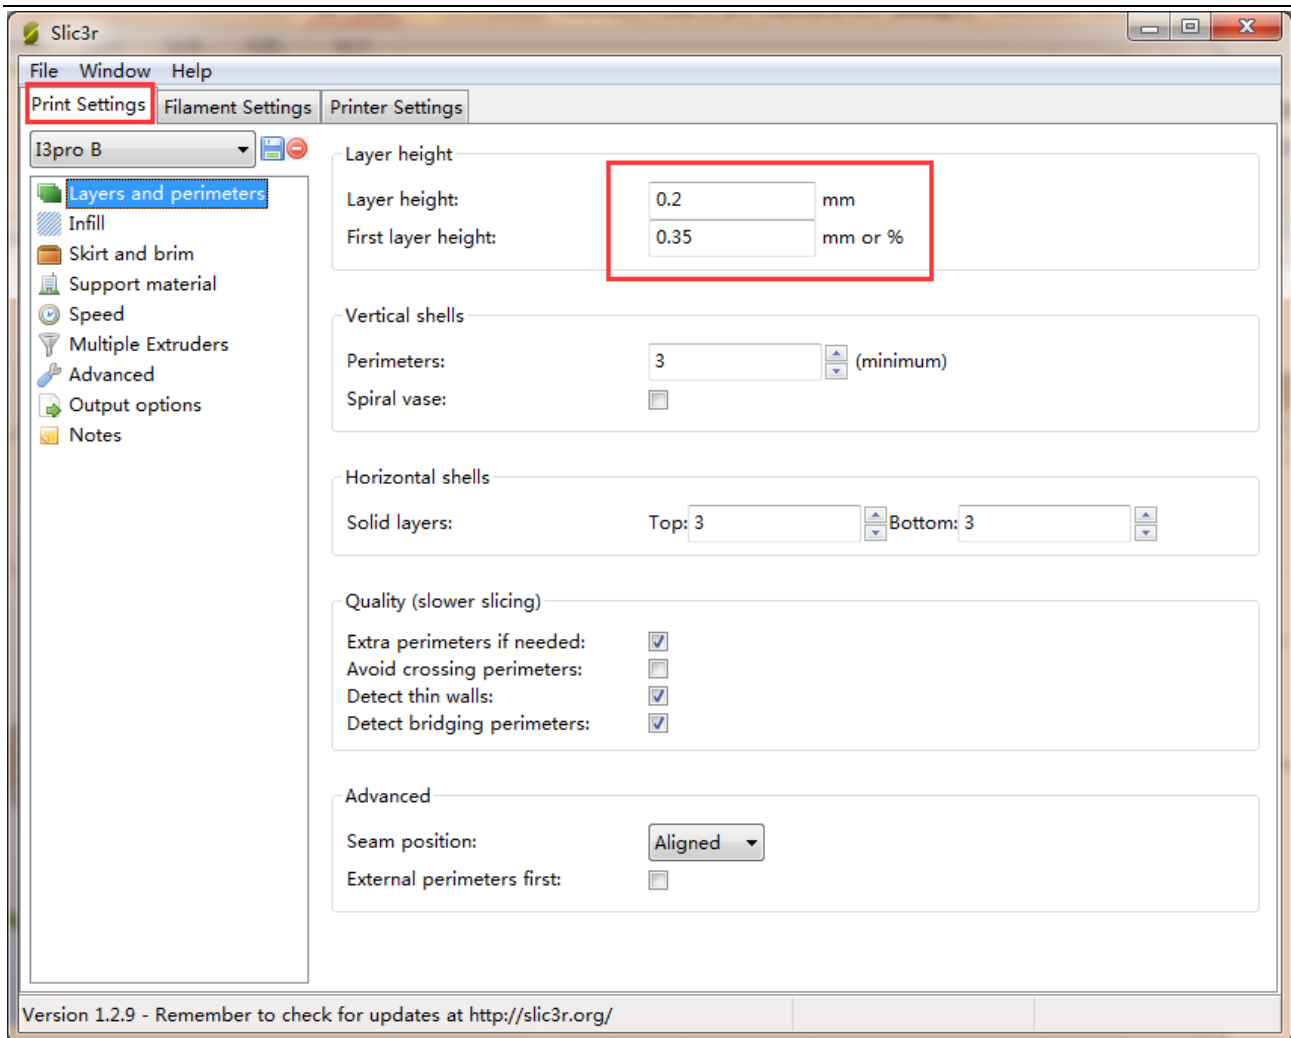 Slic3r
File Window Help
Print Settings Filament Settings Printer Settings
I3pro B
Layers and perimeters
Infill
Skirt and brim
Support material
Speed
Multiple Extruders
Advanced
Output options
Notes
Layer height
Layer height: 0.2 mm
First layer height: 0.35 mm or %
Vertical shells
Perimeters: 3 (minimum)
Spiral vase:
Horizontal shells
Solid layers: Top: 3 Bottom: 3
Quality (slower slicing)
Extra perimeters if needed:
Avoid crossing perimeters:
Detect thin walls:
Detect bridging perimeters:
Advanced
Seam position: Aligned
External perimeters first:
Version 1.2.9 - Remember to check for updates at http://slic3r.org/